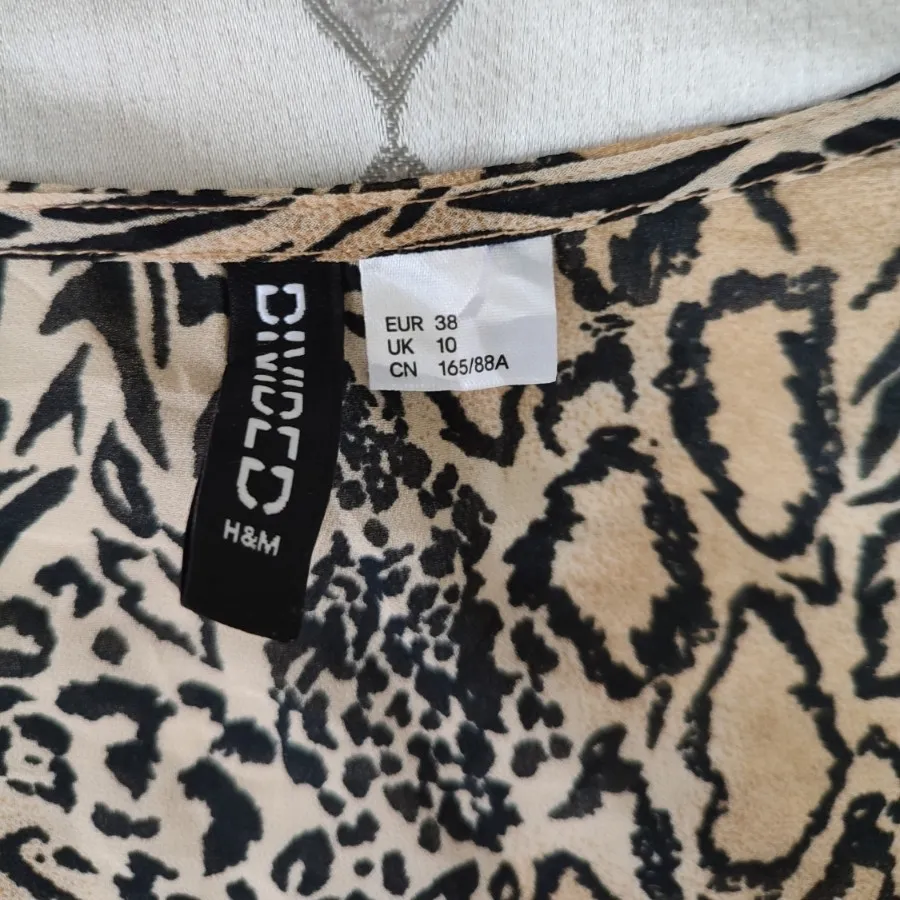 DIVIDED
H&M
EUR 38
UK 10
CN 165/88A